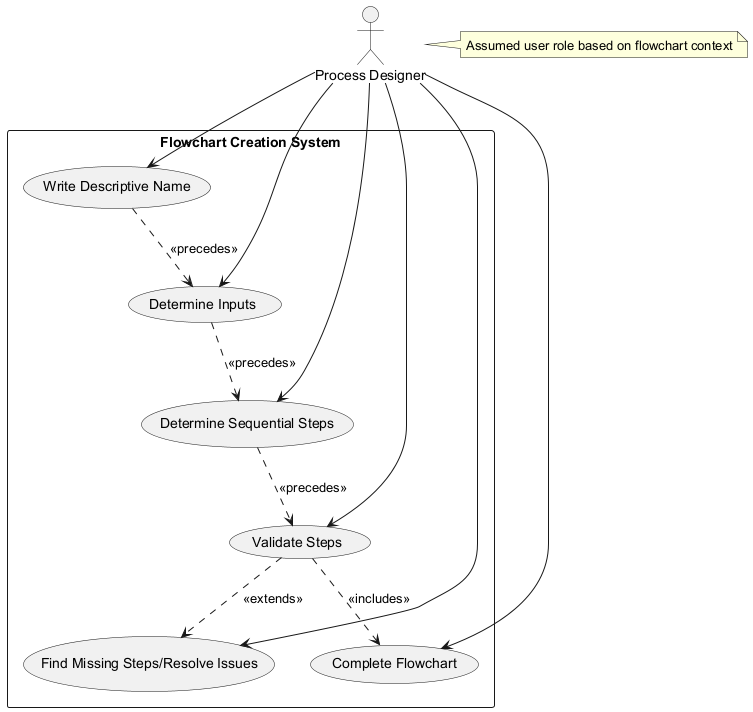 Assumed user role based on flowchart context
Process Designer
Flowchart Creation System
Write Descriptive Name
«precedes»
Determine Inputs
«precedes»
Determine Sequential Steps
«precedes»
Validate Steps
«extends»
«includes»
Find Missing Steps/Resolve Issues
Complete Flowchart